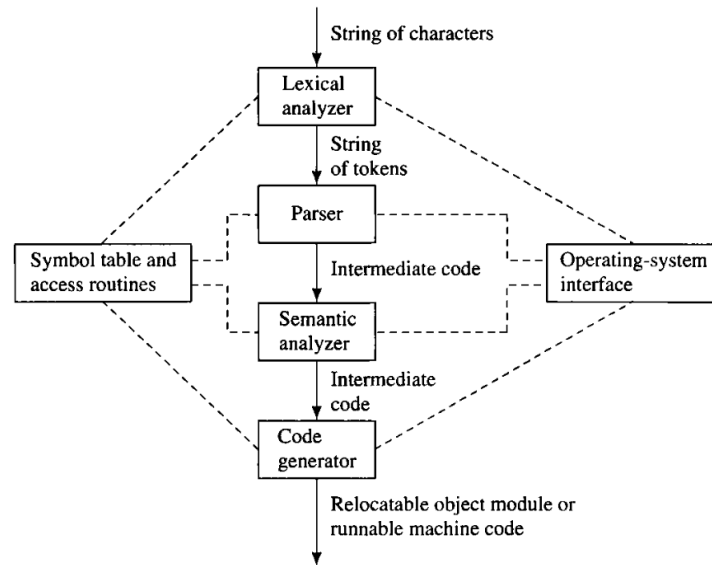 String of characters
Lexical
analyzer
String
of tokens
Parser
Symbol table and
access routines
Intermediate code
Operating-system
interface
Semantic
analyzer
Intermediate
code
Code
generator
Relocatable object module or
runnable machine code